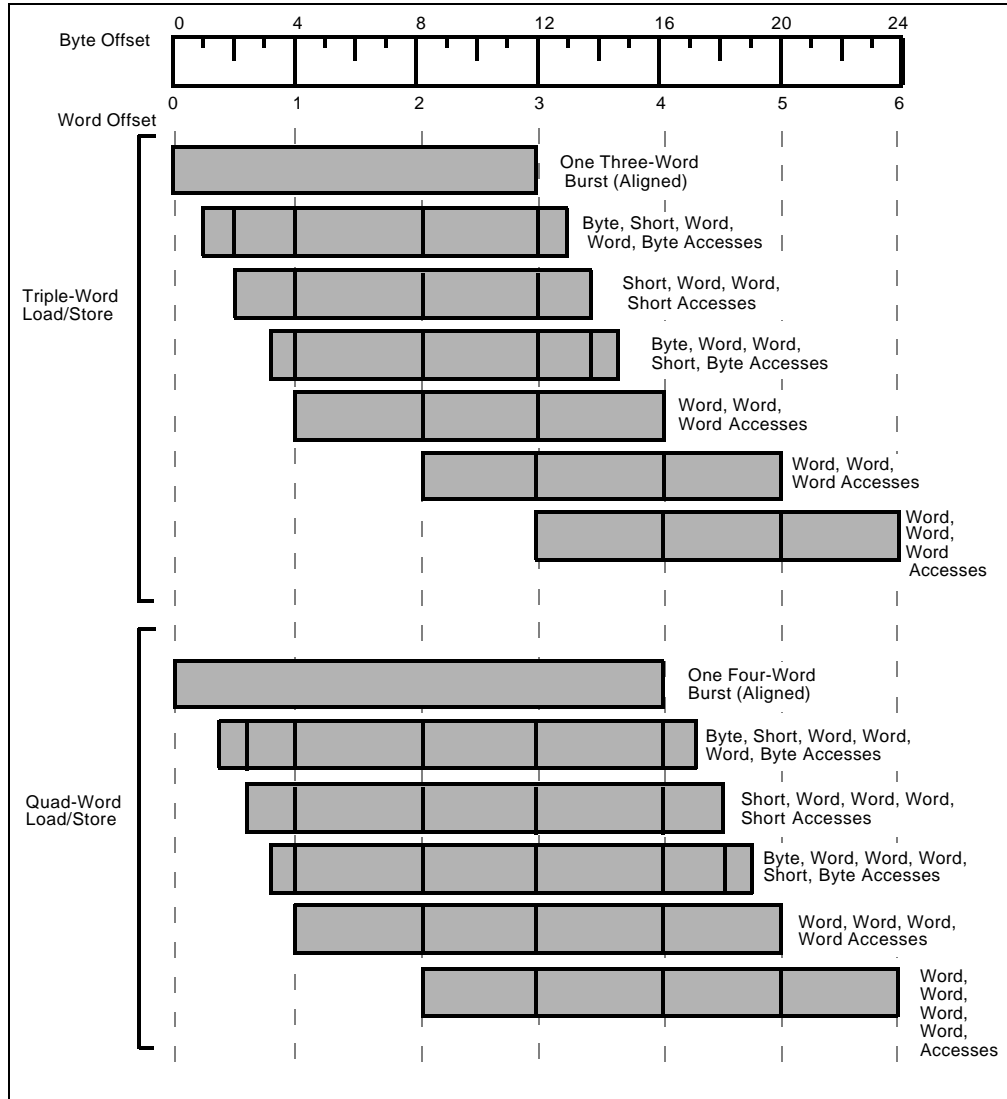 0 4 8 12 16 20 24
Byte Offset
0 1 2 3 4 5 6
Word Offset
One Three-Word
Burst (Aligned)
Byte, Short, Word,
Word, Byte Accesses
Triple-Word
Load/Store
Short, Word, Word,
Short Accesses
Byte, Word, Word,
Short, Byte Accesses
Word, Word,
Word Accesses
Word, Word,
Word Accesses
Word,
Word,
Word
Accesses
One Four-Word
Burst (Aligned)
Byte, Short, Word, Word,
Word, Byte Accesses
Quad-Word
Load/Store
Short, Word, Word, Word,
Short Accesses
Byte, Word, Word, Word,
Short, Byte Accesses
Word, Word, Word,
Word Accesses
Word,
Word,
Word,
Word,
Accesses